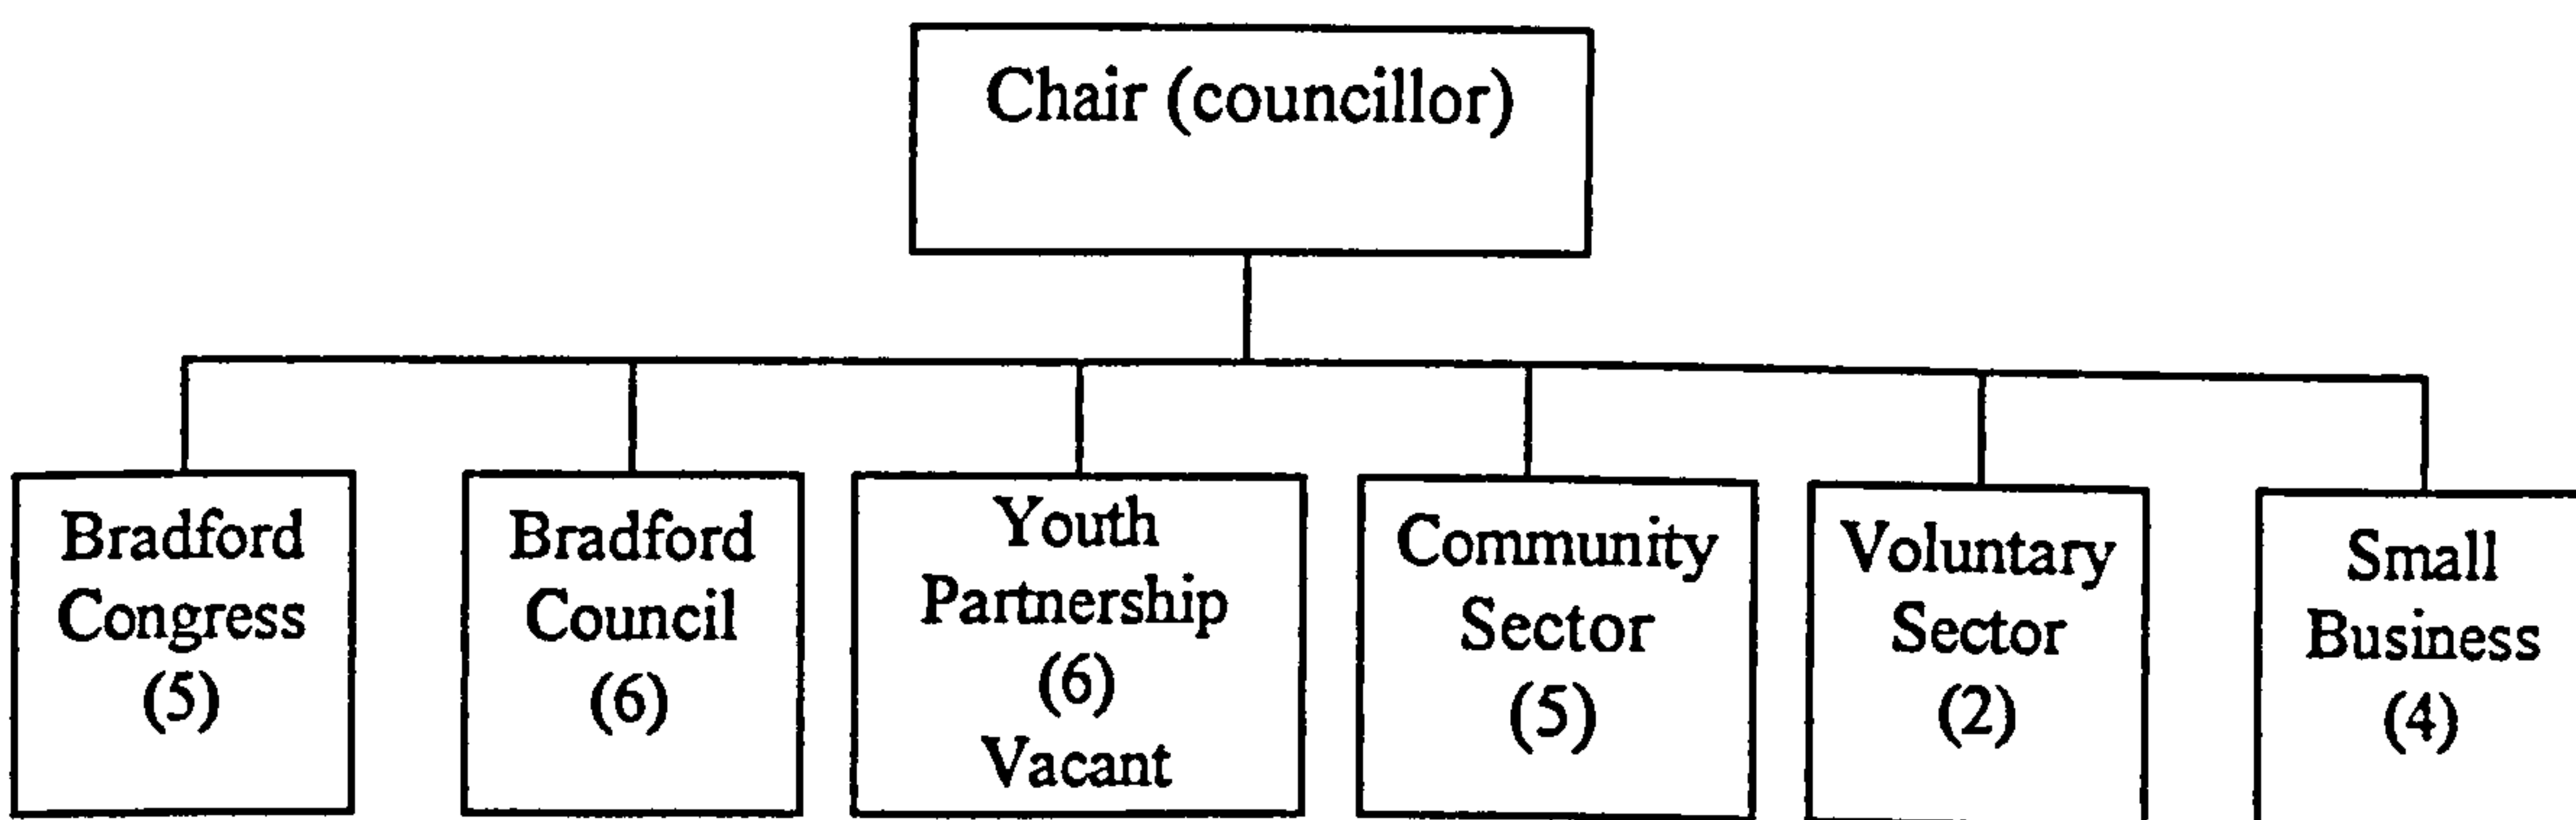 Chair (councillor)
Bradford
Congress
(5)
Bradford
Council
(6)
Youth
Partnership
(6)
Vacant
Community
Sector
(5)
Voluntary
Sector
(2)
Small
Business
(4)